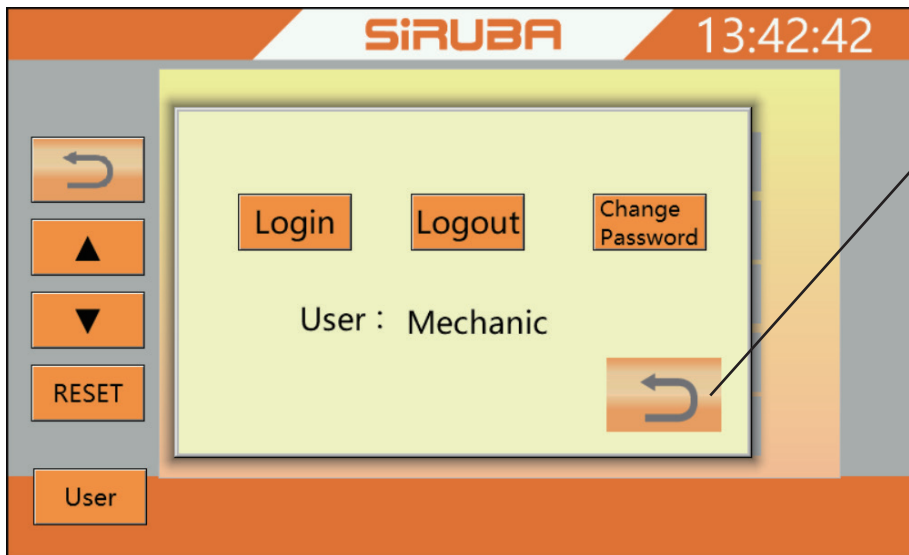 SiRUBA
13:42:42
Login
Logout
Change
Password
User : Mechanic
▲
▼
RESET
User